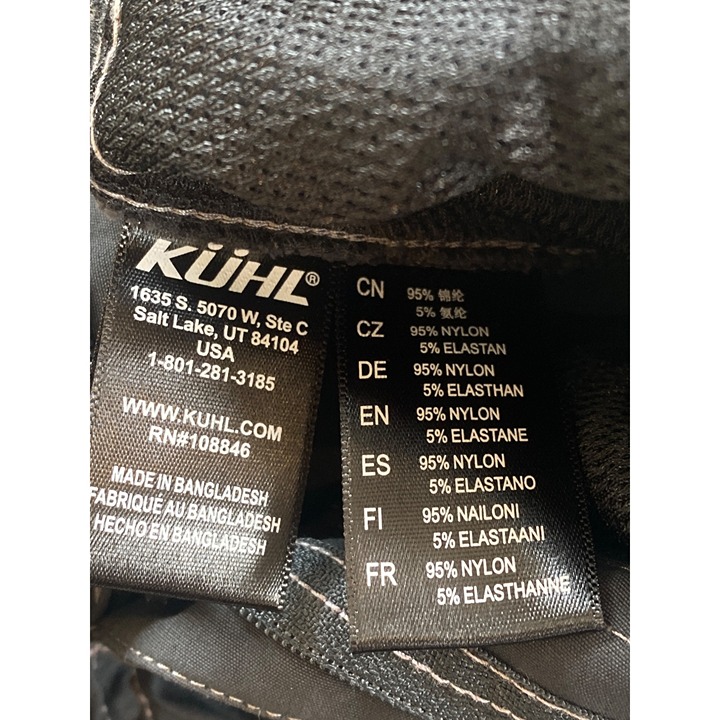 KÜHL®
1635 S. 5070 W, Ste C
Salt Lake, UT 84104
USA
1-801-281-3185
WWW.KUHL.COM
RN#108846
MADE IN BANGLADESH
FABRIQUÉ AU BANGLADESH
HECHO EN BANGLADESH
CN 95% 锦纶
5% 氨纶
CZ 95% NYLON
5% ELASTAN
DE 95% NYLON
5% ELASTHAN
EN 95% NYLON
5% ELASTANE
ES 95% NYLON
5% ELASTANO
FI 95% NAILONI
5% ELASTAANI
FR 95% NYLON
5% ELASTHANNE